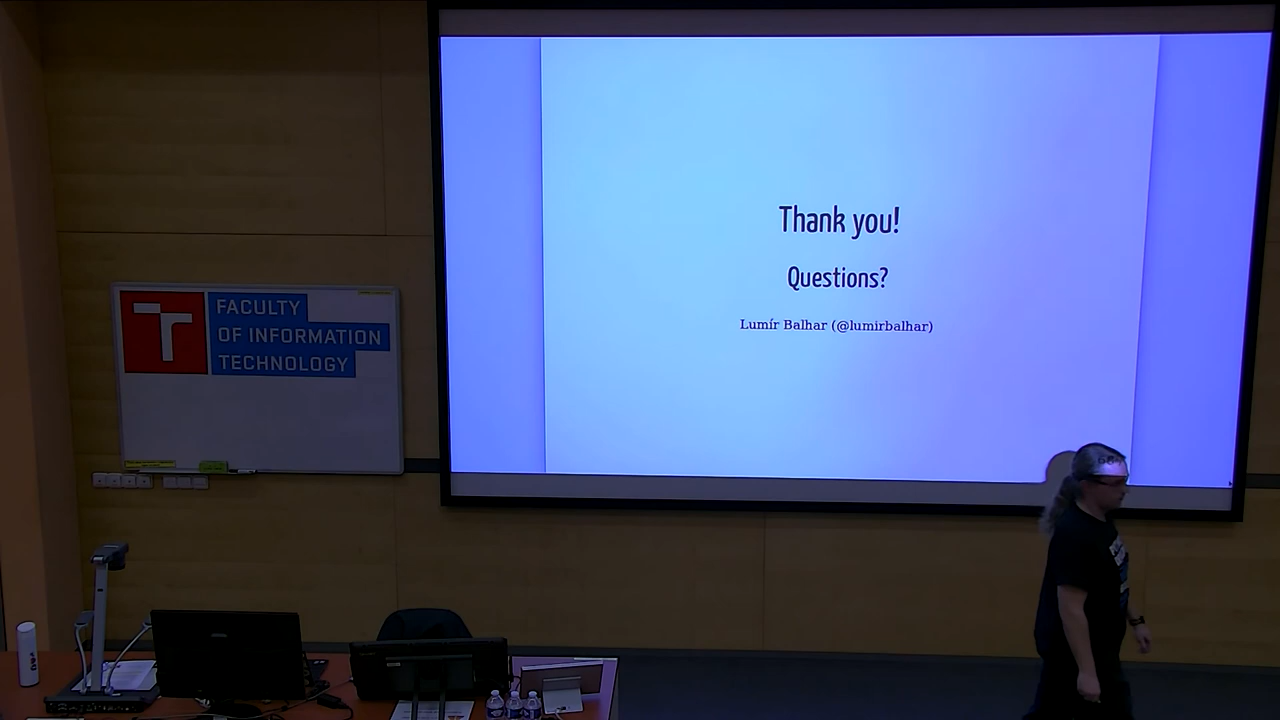 Thank you!
Questions?
Lumír Balhar (@lumirbalhar)
FACULTY
OF INFORMATION
TECHNOLOGY